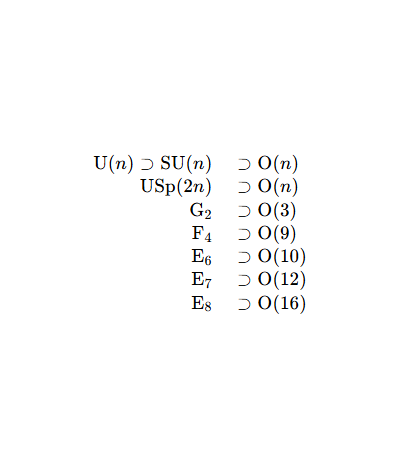 U(n) ⊃ SU(n) ⊃ O(n)
USp(2n) ⊃ O(n)
G₂ ⊃ O(3)
F₄ ⊃ O(9)
E₆ ⊃ O(10)
E₇ ⊃ O(12)
E₈ ⊃ O(16)